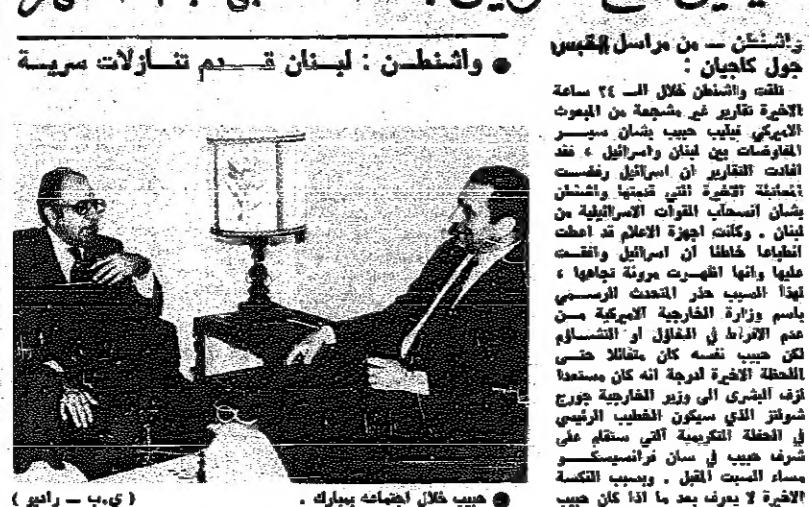 ● واشنطن : لبنان قدم تنازلات سرية
واشنطن — من مراسل القبس
جول كاجيان :
تلقت واشنطن خلال الـ ٢٤ ساعة
الاخيرة تقارير غير مشجعة من المبعوث
الاميركي فيليب حبيب بشان سير
المفاوضات بين لبنان واسرائيل ، فقد
افادت التقارير ان اسرائيل رفضت
المعادلة الاخيرة التي قدمتها واشنطن
بشان انسحاب القوات الاسرائيلية من
لبنان . وكانت اجهزة الاعلام قد اعطت
انطباعا خاطئا ان اسرائيل وافقت
عليها وانها اظهرت مرونة تجاهها ،
لهذا السبب حذر المتحدث الرسمي
باسم وزارة الخارجية الاميركية من
عدم الافراط في التفاؤل أو التشاؤم
لكن حبيب نفسه كان متفائلا حتى
اللحظة الاخيرة لدرجة انه كان مستعدا
لزف البشرى الى وزير الخارجية جورج
شولتز الذي سيكون الخطيب الرئيسي
في الحفلة التكريمية التي ستقام على
شرف حبيب في سان فرانسيسكو
مساء السبت المقبل . وبسبب النكسة
الاخيرة لا يعرف بعد ما اذا كان حبيب
● حبيب خلال اجتماعه بمبارك . ( ي.ب — راديو )